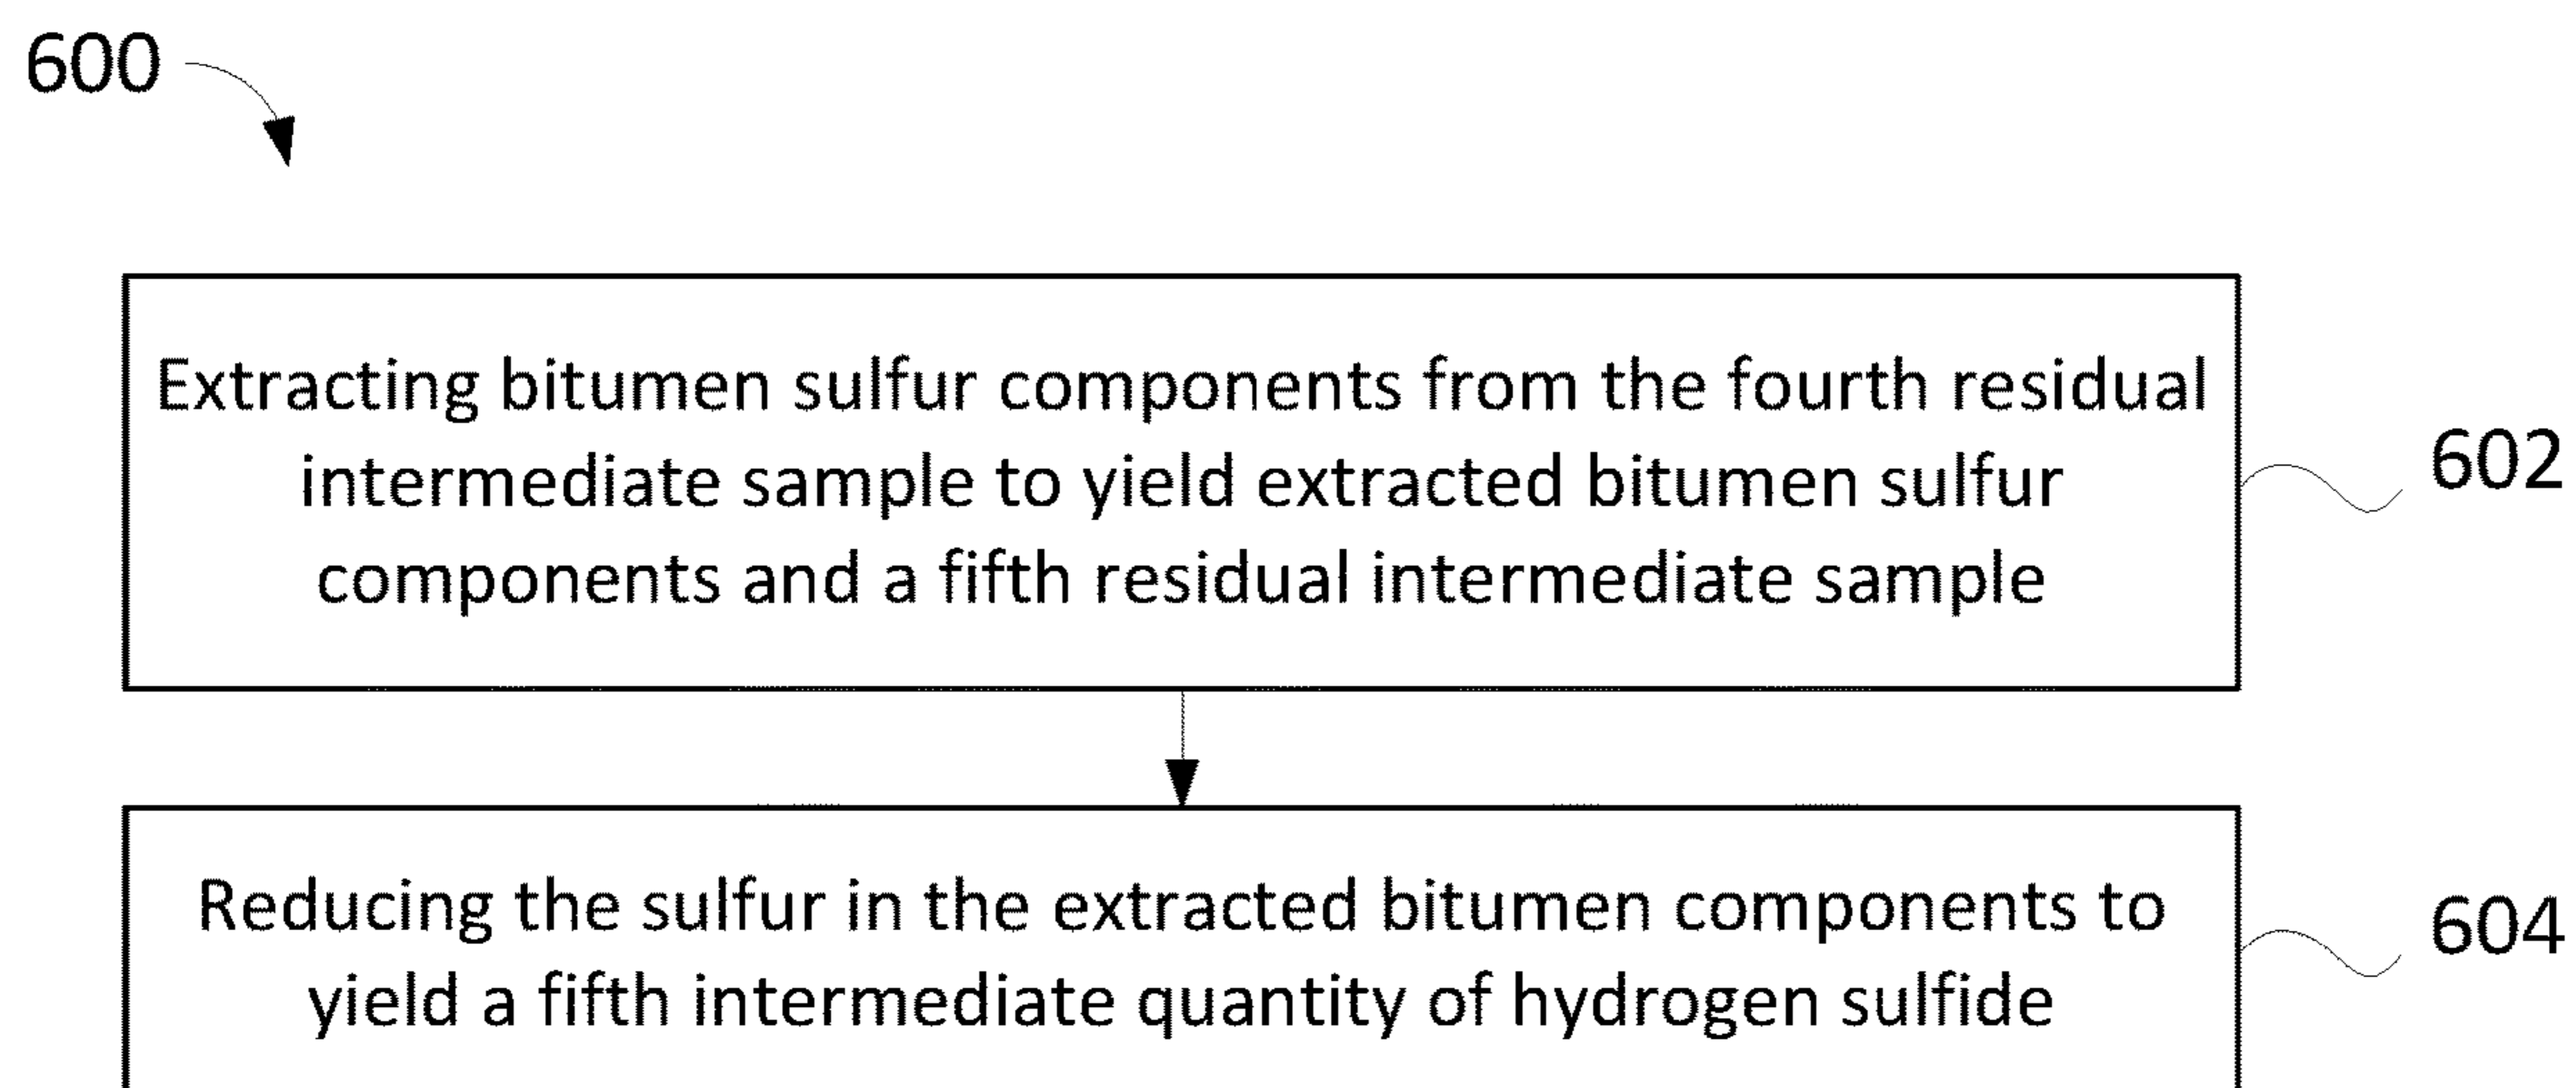 600
Extracting bitumen sulfur components from the fourth residual
intermediate sample to yield extracted bitumen sulfur
components and a fifth residual intermediate sample
602
Reducing the sulfur in the extracted bitumen components to
yield a fifth intermediate quantity of hydrogen sulfide
604